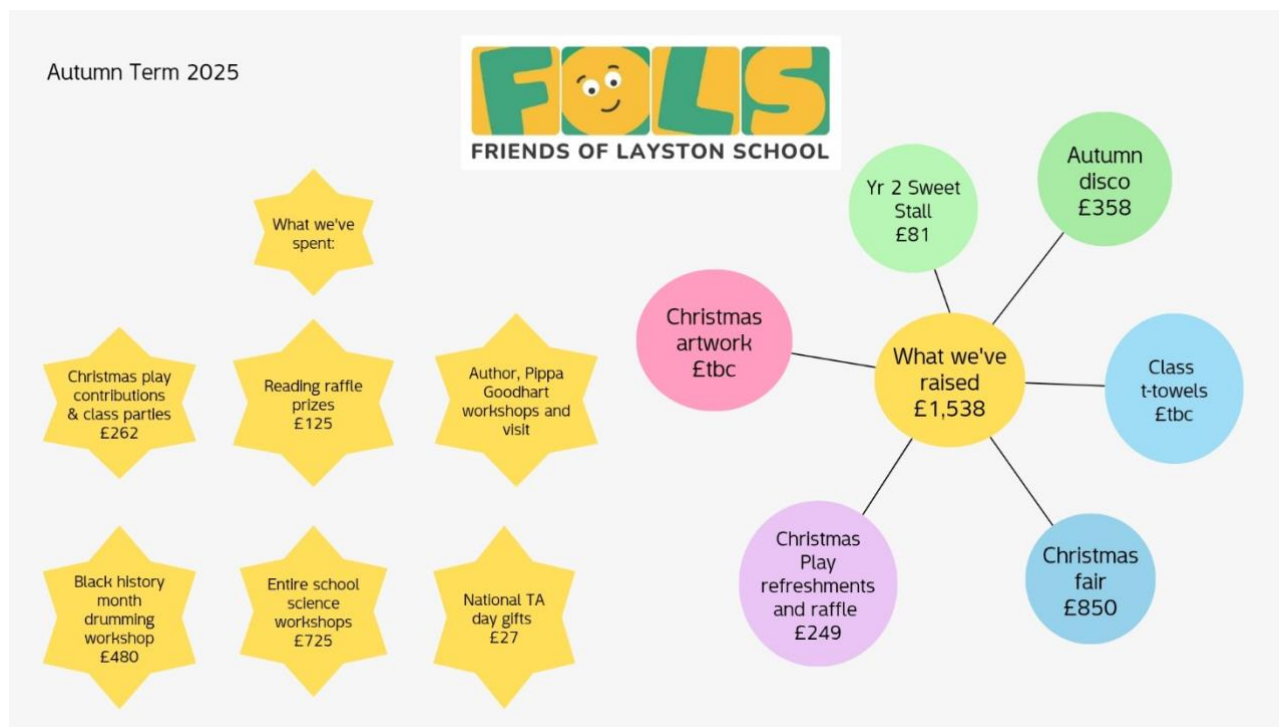 Autumn Term 2025
FOLS
FRIENDS OF LAYSTON SCHOOL
What we've
spent:
Christmas play
contributions
& class parties
£262
Reading raffle
prizes
£125
Author, Pippa
Goodhart
workshops and
visit
Black history
month
drumming
workshop
£480
Entire school
science
workshops
£725
National TA
day gifts
£27
What we've
raised
£1,538
Yr 2 Sweet
Stall
£81
Autumn
disco
£358
Christmas
artwork
£tbc
Class
t-towels
£tbc
Christmas
Play
refreshments
and raffle
£249
Christmas
fair
£850